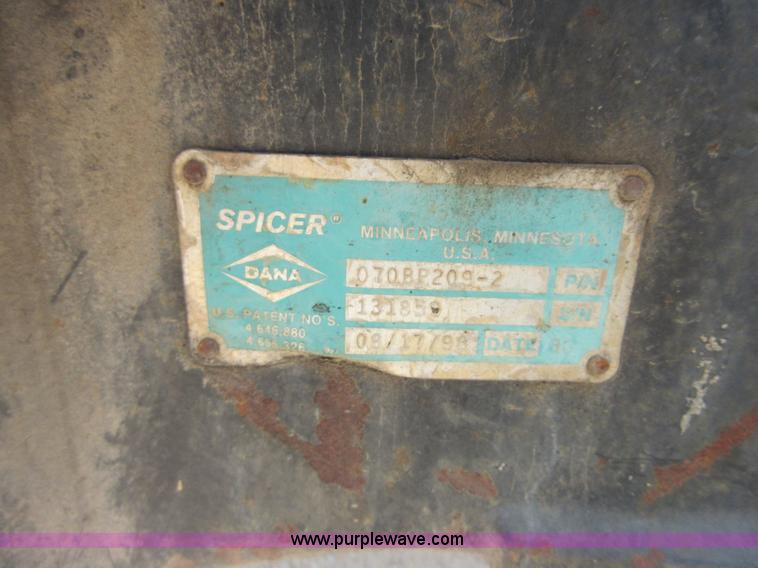 SPICER®
MINNEAPOLIS, MINNESOTA
U.S.A.
DANA
070BP209-2 P/N
131859 S/N
U.S. PATENT NO'S.
4,646,880
08/17/98 DATE
www.purplewave.com